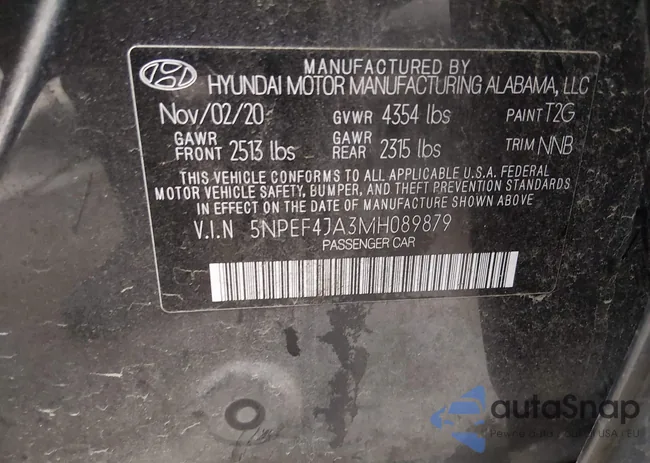 MANUFACTURED BY
HYUNDAI MOTOR MANUFACTURING ALABAMA, LLC
Nov/02/20 GVWR 4354 lbs PAINT T2G
GAWR FRONT 2513 lbs GAWR REAR 2315 lbs TRIM NNB
THIS VEHICLE CONFORMS TO ALL APPLICABLE U.S.A. FEDERAL
MOTOR VEHICLE SAFETY, BUMPER, AND THEFT PREVENTION STANDARDS
IN EFFECT ON THE DATE OF MANUFACTURE SHOWN ABOVE.
V.I.N 5NPEF4JA3MH089879
PASSENGER CAR
autaSnap